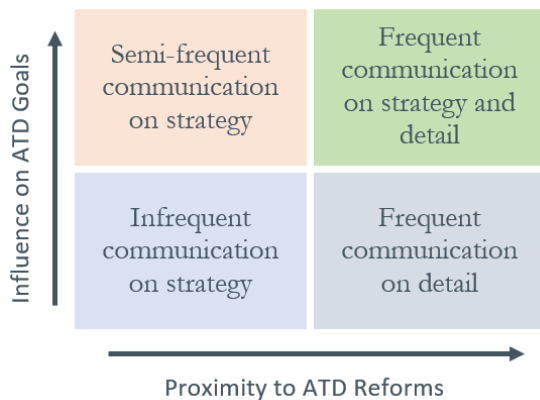 Influence on ATD Goals
Semi-frequent
communication
on strategy
Frequent
communication
on strategy and
detail
Infrequent
communication
on strategy
Frequent
communication
on detail
Proximity to ATD Reforms